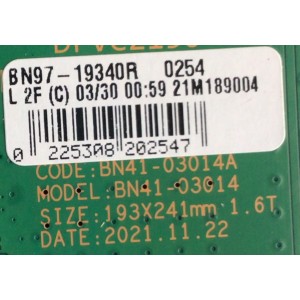 BN97-19340R 0254
L 2F (C) 03/30 00:59 21M189004
0 225308 202547
CODE:BN41-03014A
MODEL:BN41-03014
SIZE:193X241mm 1.6T
DATE:2021.11.22